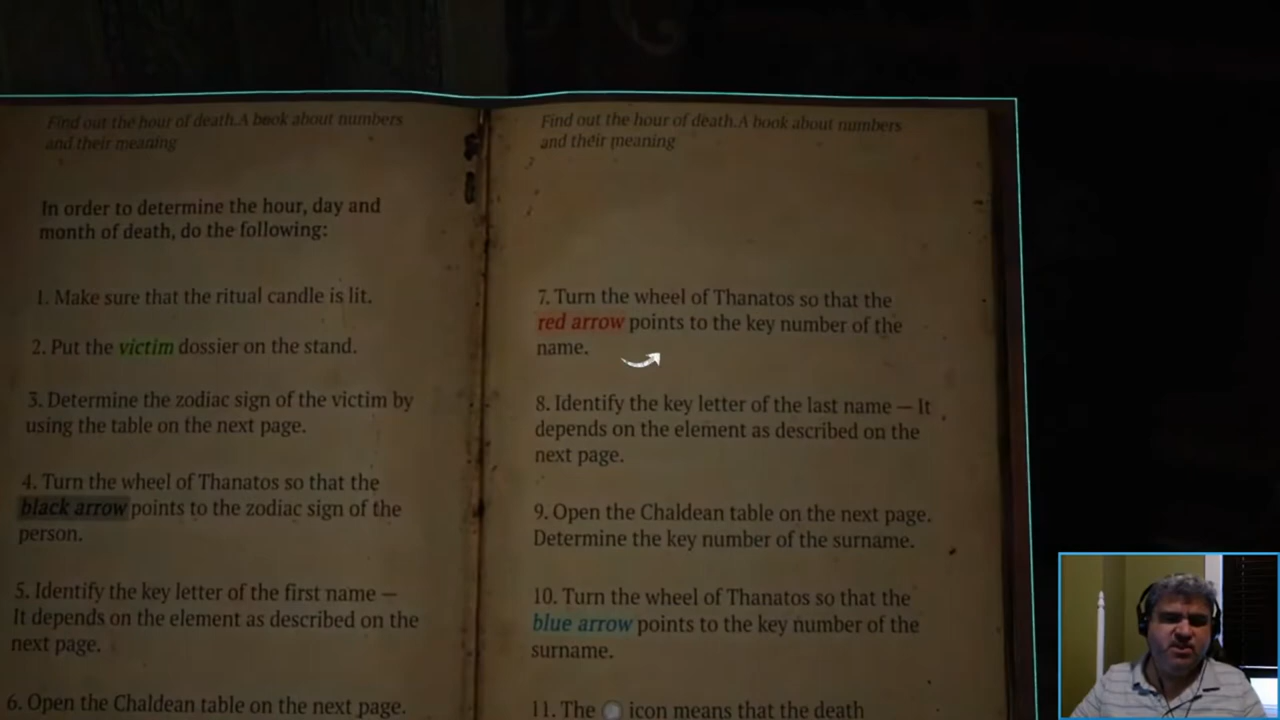 Find out the hour of death.A book about numbers
and their meaning
In order to determine the hour, day and
month of death, do the following:
1. Make sure that the ritual candle is lit.
2. Put the victim dossier on the stand.
3. Determine the zodiac sign of the victim by
using the table on the next page.
4. Turn the wheel of Thanatos so that the
black arrow points to the zodiac sign of the
person.
5. Identify the key letter of the first name —
It depends on the element as described on the
next page.
6. Open the Chaldean table on the next page.
Find out the hour of death.A book about numbers
and their meaning
7. Turn the wheel of Thanatos so that the
red arrow points to the key number of the
name.
8. Identify the key letter of the last name — It
depends on the element as described on the
next page.
9. Open the Chaldean table on the next page.
Determine the key number of the surname.
10. Turn the wheel of Thanatos so that the
blue arrow points to the key number of the
surname.
11. The icon means that the death